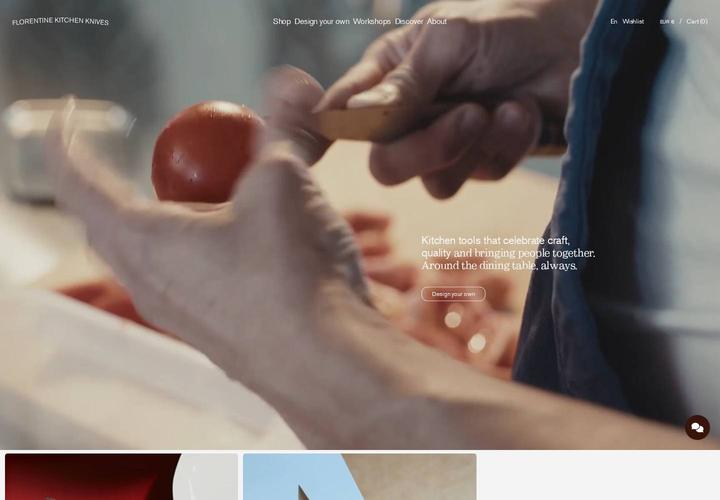 FLORENTINE KITCHEN KNIVES
Shop Design your own Workshops Discover About
En Wishlist EUR € / Cart (0)
Kitchen tools that celebrate craft,
quality and bringing people together.
Around the dining table, always.
Design your own